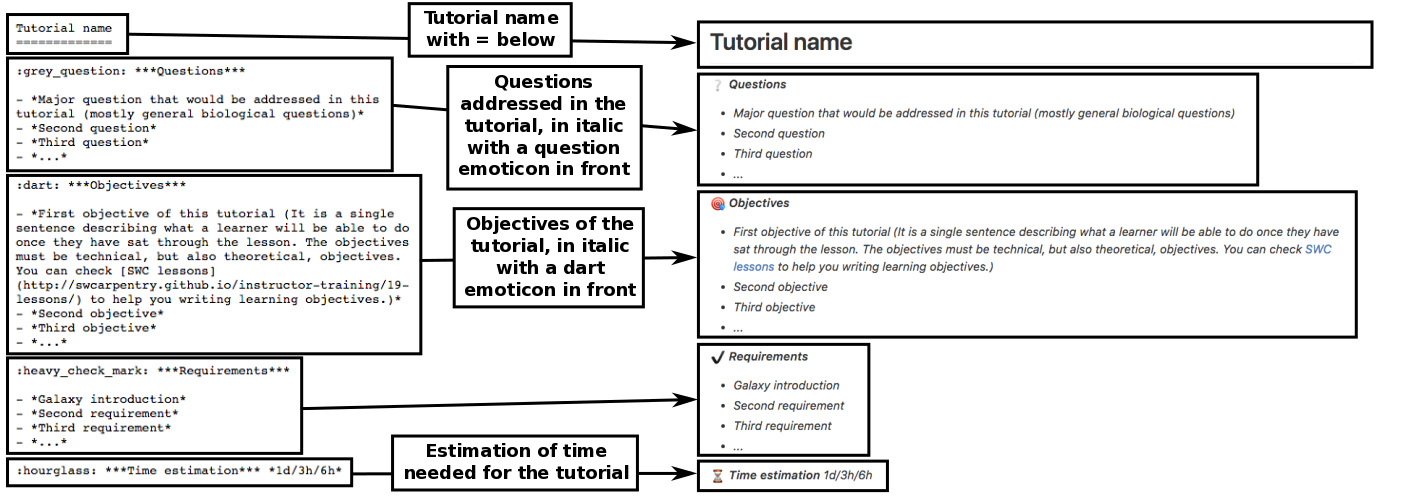 Tutorial name
=============
:grey_question: ***Questions***
- *Major question that would be addressed in this
tutorial (mostly general biological questions)*
- *Second question*
- *Third question*
- *...*
:dart: ***Objectives***
- *First objective of this tutorial (It is a single
sentence describing what a learner will be able to do
once they have sat through the lesson. The objectives
must be technical, but also theoretical, objectives.
You can check [SWC lessons]
(http://swcarpentry.github.io/instructor-training/19-
lessons/) to help you writing learning objectives.)*
- *Second objective*
- *Third objective*
- *...*
:heavy_check_mark: ***Requirements***
- *Galaxy introduction*
- *Second requirement*
- *Third requirement*
- *...*
:hourglass: ***Time estimation*** *1d/3h/6h*
Tutorial name
with = below
Questions
addressed in the
tutorial, in italic
with a question
emoticon in front
Objectives of the
tutorial, in italic
with a dart
emoticon in front
Estimation of time
needed for the tutorial
Tutorial name
❔ Questions
• Major question that would be addressed in this tutorial (mostly general biological questions)
• Second question
• Third question
• ...
🎯 Objectives
• First objective of this tutorial (It is a single sentence describing what a learner will be able to do once they have
sat through the lesson. The objectives must be technical, but also theoretical, objectives. You can check SWC
lessons to help you writing learning objectives.)
• Second objective
• Third objective
• ...
✔ Requirements
• Galaxy introduction
• Second requirement
• Third requirement
• ...
⏳ Time estimation 1d/3h/6h